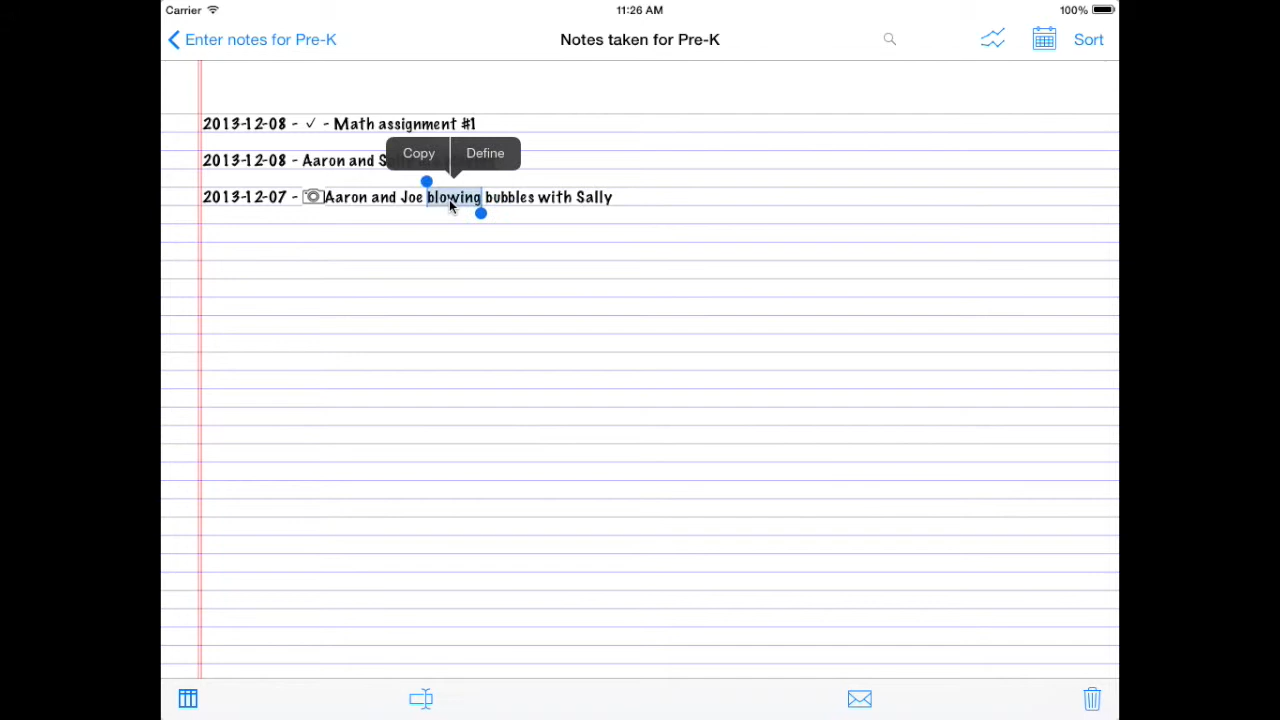 Carrier 11:26 AM 100%
Enter notes for Pre-K Notes taken for Pre-K Sort
2013-12-08 - ✓ - Math assignment #1
Copy Define
2013-12-08 - Aaron and
2013-12-07 - Aaron and Joe blowing bubbles with Sally